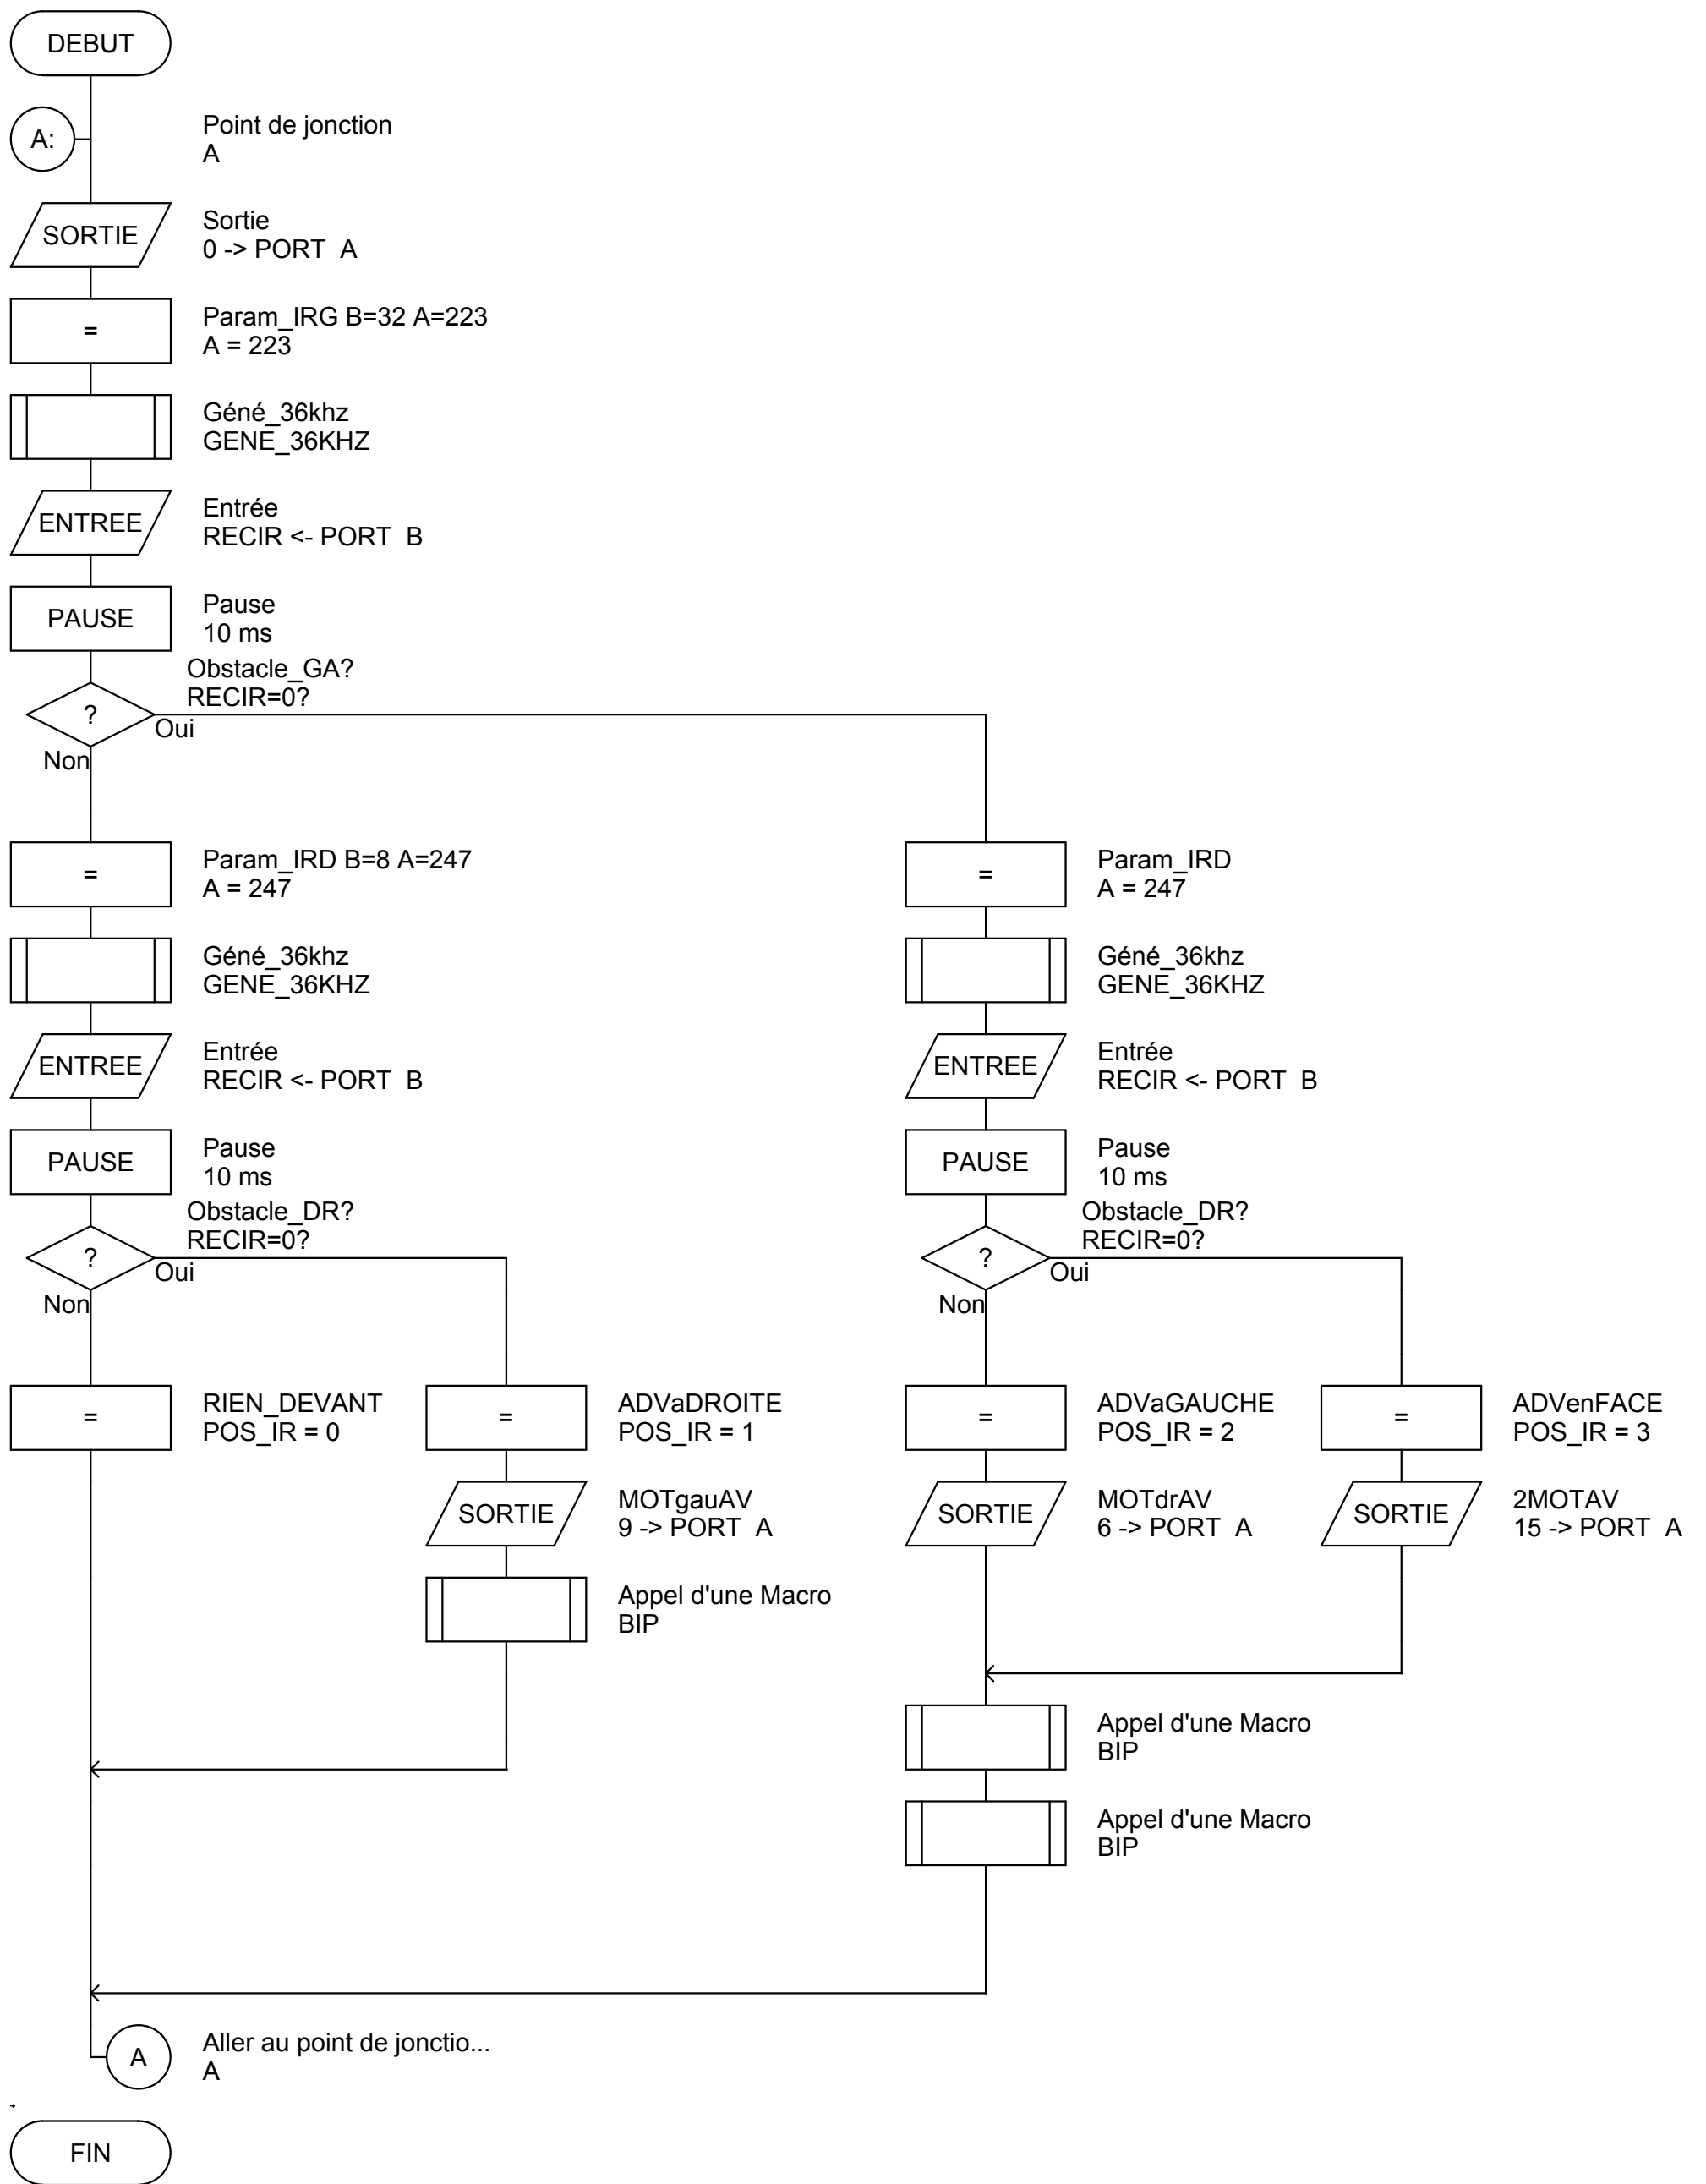 DEBUT
A:
Point de jonction
A
SORTIE
Sortie
0 -> PORT A
=
Param_IRG B=32 A=223
A = 223
Géné_36khz
GENE_36KHZ
ENTREE
Entrée
RECIR <- PORT B
PAUSE
Pause
10 ms
Obstacle_GA?
RECIR=0?
?
Oui
Non
=
Param_IRD B=8 A=247
A = 247
=
Param_IRD
A = 247
Géné_36khz
GENE_36KHZ
Géné_36khz
GENE_36KHZ
ENTREE
Entrée
RECIR <- PORT B
ENTREE
Entrée
RECIR <- PORT B
PAUSE
Pause
10 ms
PAUSE
Pause
10 ms
Obstacle_DR?
RECIR=0?
?
Oui
Non
Obstacle_DR?
RECIR=0?
?
Oui
Non
=
RIEN_DEVANT
POS_IR = 0
=
ADVaDROITE
POS_IR = 1
=
ADVaGAUCHE
POS_IR = 2
=
ADVenFACE
POS_IR = 3
SORTIE
MOTgauAV
9 -> PORT A
SORTIE
MOTdrAV
6 -> PORT A
SORTIE
2MOTAV
15 -> PORT A
Appel d'une Macro
BIP
Appel d'une Macro
BIP
Appel d'une Macro
BIP
A
Aller au point de jonctio...
A
FIN